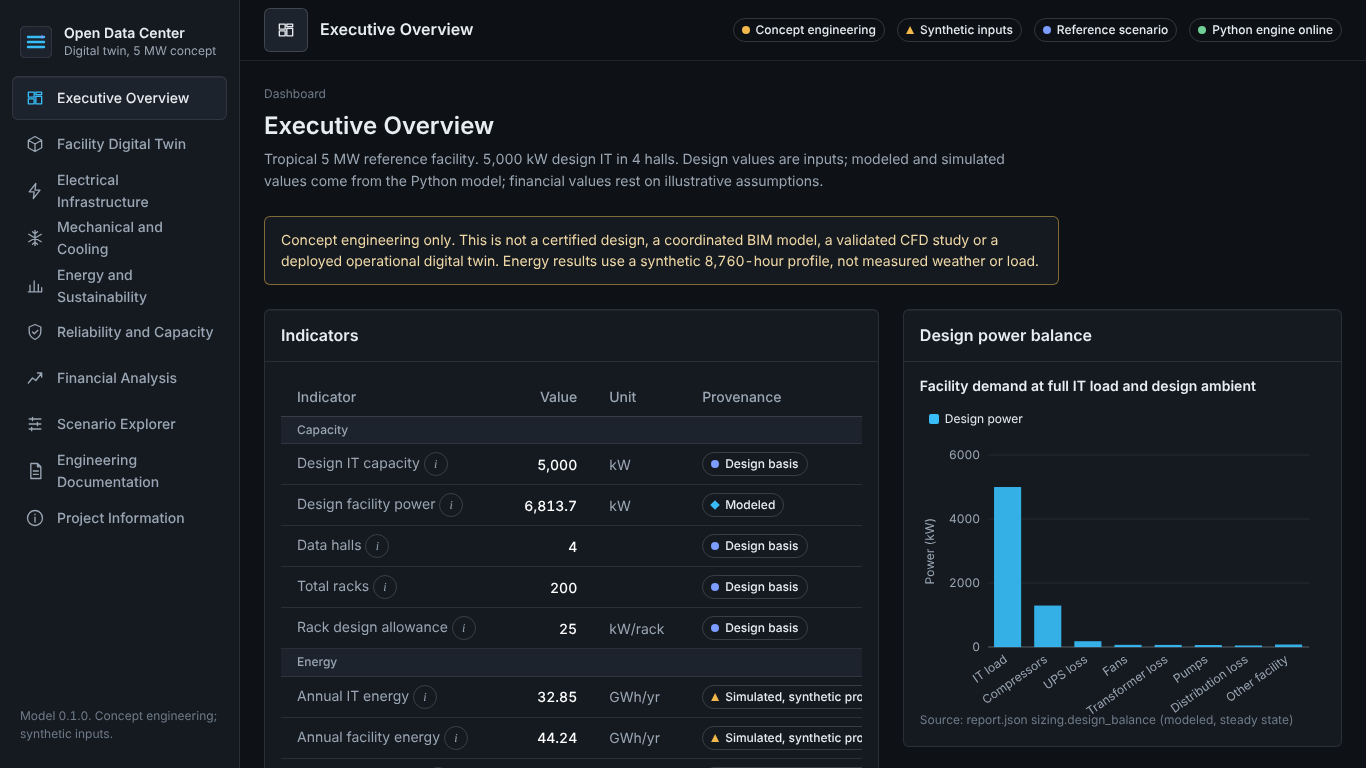 Open Data Center
Digital twin, 5 MW concept
Executive Overview
Facility Digital Twin
Electrical
Infrastructure
Mechanical and
Cooling
Energy and
Sustainability
Reliability and Capacity
Financial Analysis
Scenario Explorer
Engineering
Documentation
Project Information
Model 0.1.0. Concept engineering;
synthetic inputs.
Executive Overview
Concept engineering
Synthetic inputs
Reference scenario
Python engine online
Dashboard
Executive Overview
Tropical 5 MW reference facility. 5,000 kW design IT in 4 halls. Design values are inputs; modeled and simulated
values come from the Python model; financial values rest on illustrative assumptions.
Concept engineering only. This is not a certified design, a coordinated BIM model, a validated CFD study or a
deployed operational digital twin. Energy results use a synthetic 8,760-hour profile, not measured weather or load.
Indicators
Indicator Value Unit Provenance
Capacity
Design IT capacity i 5,000 kW Design basis
Design facility power i 6,813.7 kW Modeled
Data halls i 4 Design basis
Total racks i 200 Design basis
Rack design allowance i 25 kW/rack Design basis
Energy
Annual IT energy i 32.85 GWh/yr Simulated, synthetic pro
Annual facility energy i 44.24 GWh/yr Simulated, synthetic pro
Design power balance
Facility demand at full IT load and design ambient
Design power
Power (kW)
6000
4000
2000
0
IT load
Compressors
UPS loss
Fans
Transformer loss
Pumps
Distribution loss
Other facility
Source: report.json sizing.design_balance (modeled, steady state)